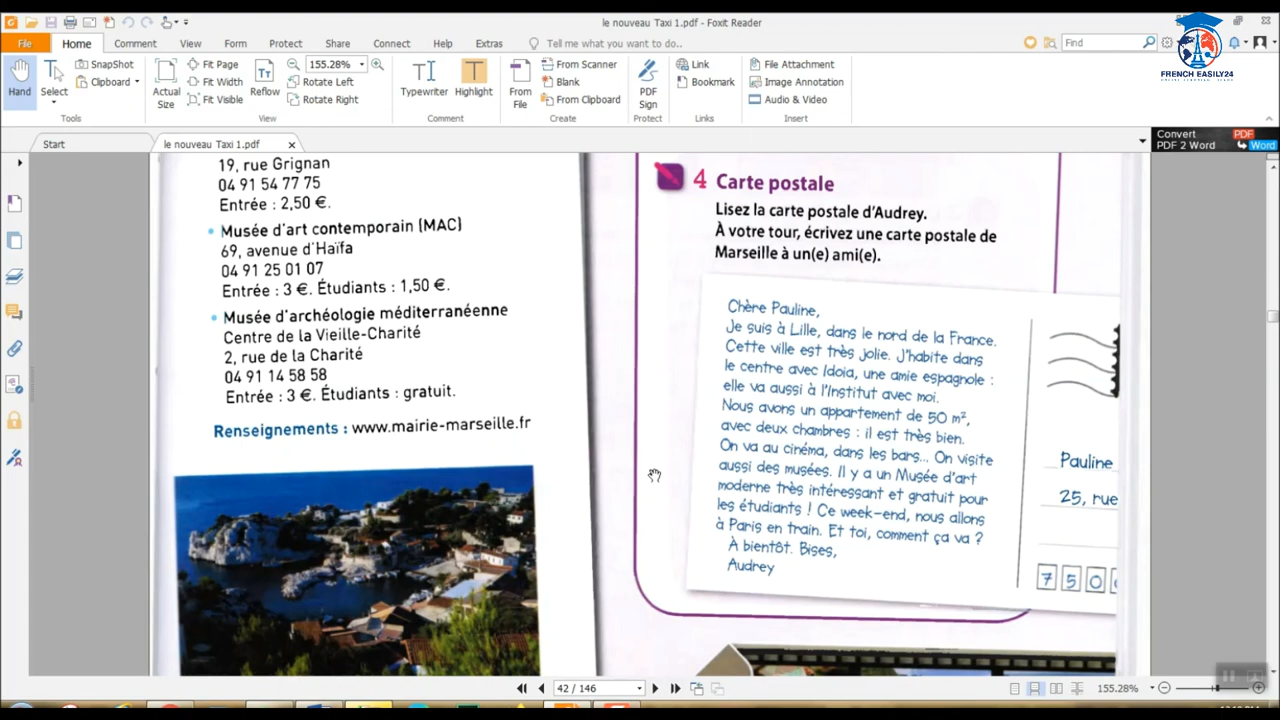 le nouveau Taxi 1.pdf - Foxit Reader
File
Home
Comment
View
Form
Protect
Share
Connect
Help
Extras
Tell me what you want to do..
Find
FRENCH EASILY24
Hand
Select
SnapShot
Clipboard
Actual Size
Fit Page
Fit Width
Fit Visible
Reflow
155.28%
Rotate Left
Rotate Right
Typewriter
Highlight
From File
From Scanner
Blank
From Clipboard
PDF Sign
Link
Bookmark
File Attachment
Image Annotation
Audio & Video
Tools
View
Comment
Create
Protect
Links
Insert
Start
le nouveau Taxi 1.pdf
Convert PDF
PDF 2 Word Word
19, rue Grignan
04 91 54 77 75
Entrée : 2,50 €.
• Musée d'art contemporain (MAC)
69, avenue d'Haïfa
04 91 25 01 07
Entrée : 3 €. Étudiants : 1,50 €.
• Musée d'archéologie méditerranéenne
Centre de la Vieille-Charité
2, rue de la Charité
04 91 14 58 58
Entrée : 3 €. Étudiants : gratuit.
Renseignements : www.mairie-marseille.fr
4 Carte postale
Lisez la carte postale d'Audrey.
À votre tour, écrivez une carte postale de
Marseille à un(e) ami(e).
Chère Pauline,
Je suis à Lille, dans le nord de la France.
Cette ville est très jolie. J'habite dans
le centre avec Idoia, une amie espagnole :
elle va aussi à l'Institut avec moi.
Nous avons un appartement de 50 m²,
avec deux chambres : il est très bien.
On va au cinéma, dans les bars... On visite
aussi des musées. Il y a un Musée d'art
moderne très intéressant et gratuit pour
les étudiants ! Ce week-end, nous allons
à Paris en train. Et toi, comment ça va ?
À bientôt. Bises,
Audrey
Pauline
25, rue
750
42 / 146
155.28%